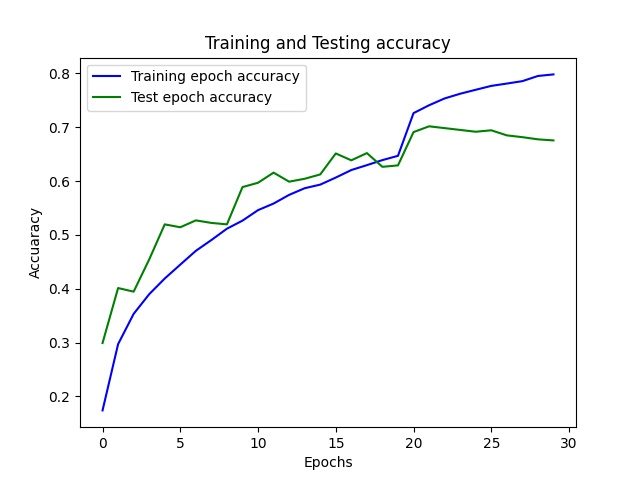 Training and Testing accuracy
Training epoch accuracy
Test epoch accuracy
0.8
0.7
0.6
0.5
0.4
0.3
0.2
Accuaracy
0 5 10 15 20 25 30
Epochs